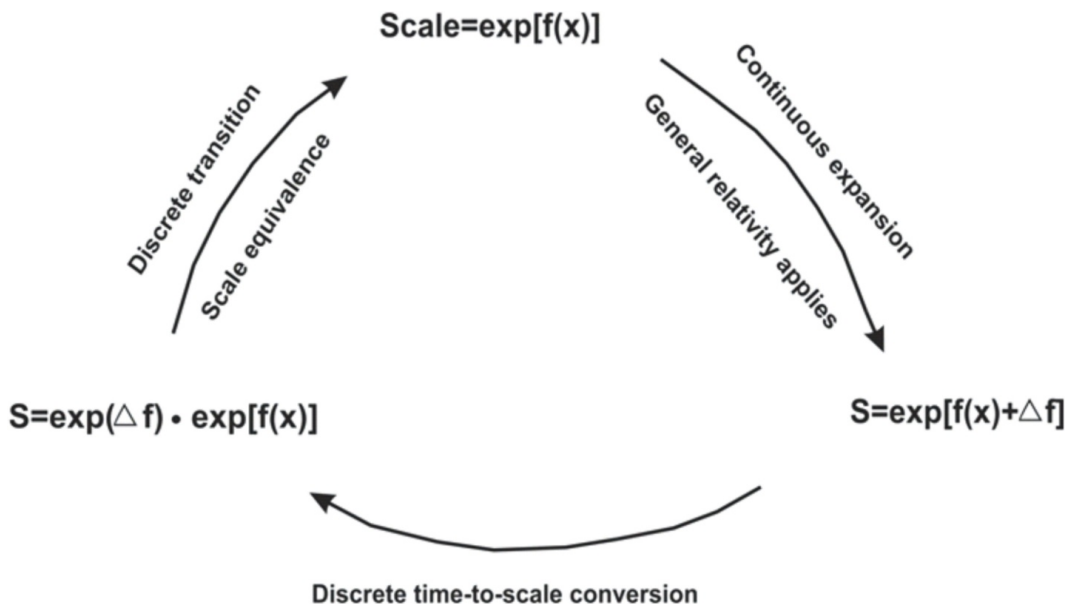 Scale=exp[f(x)]
Discrete transition
Scale equivalence
Continuous expansion
General relativity applies
S=exp(△f)•exp[f(x)]
S=exp[f(x)+△f]
Discrete time-to-scale conversion